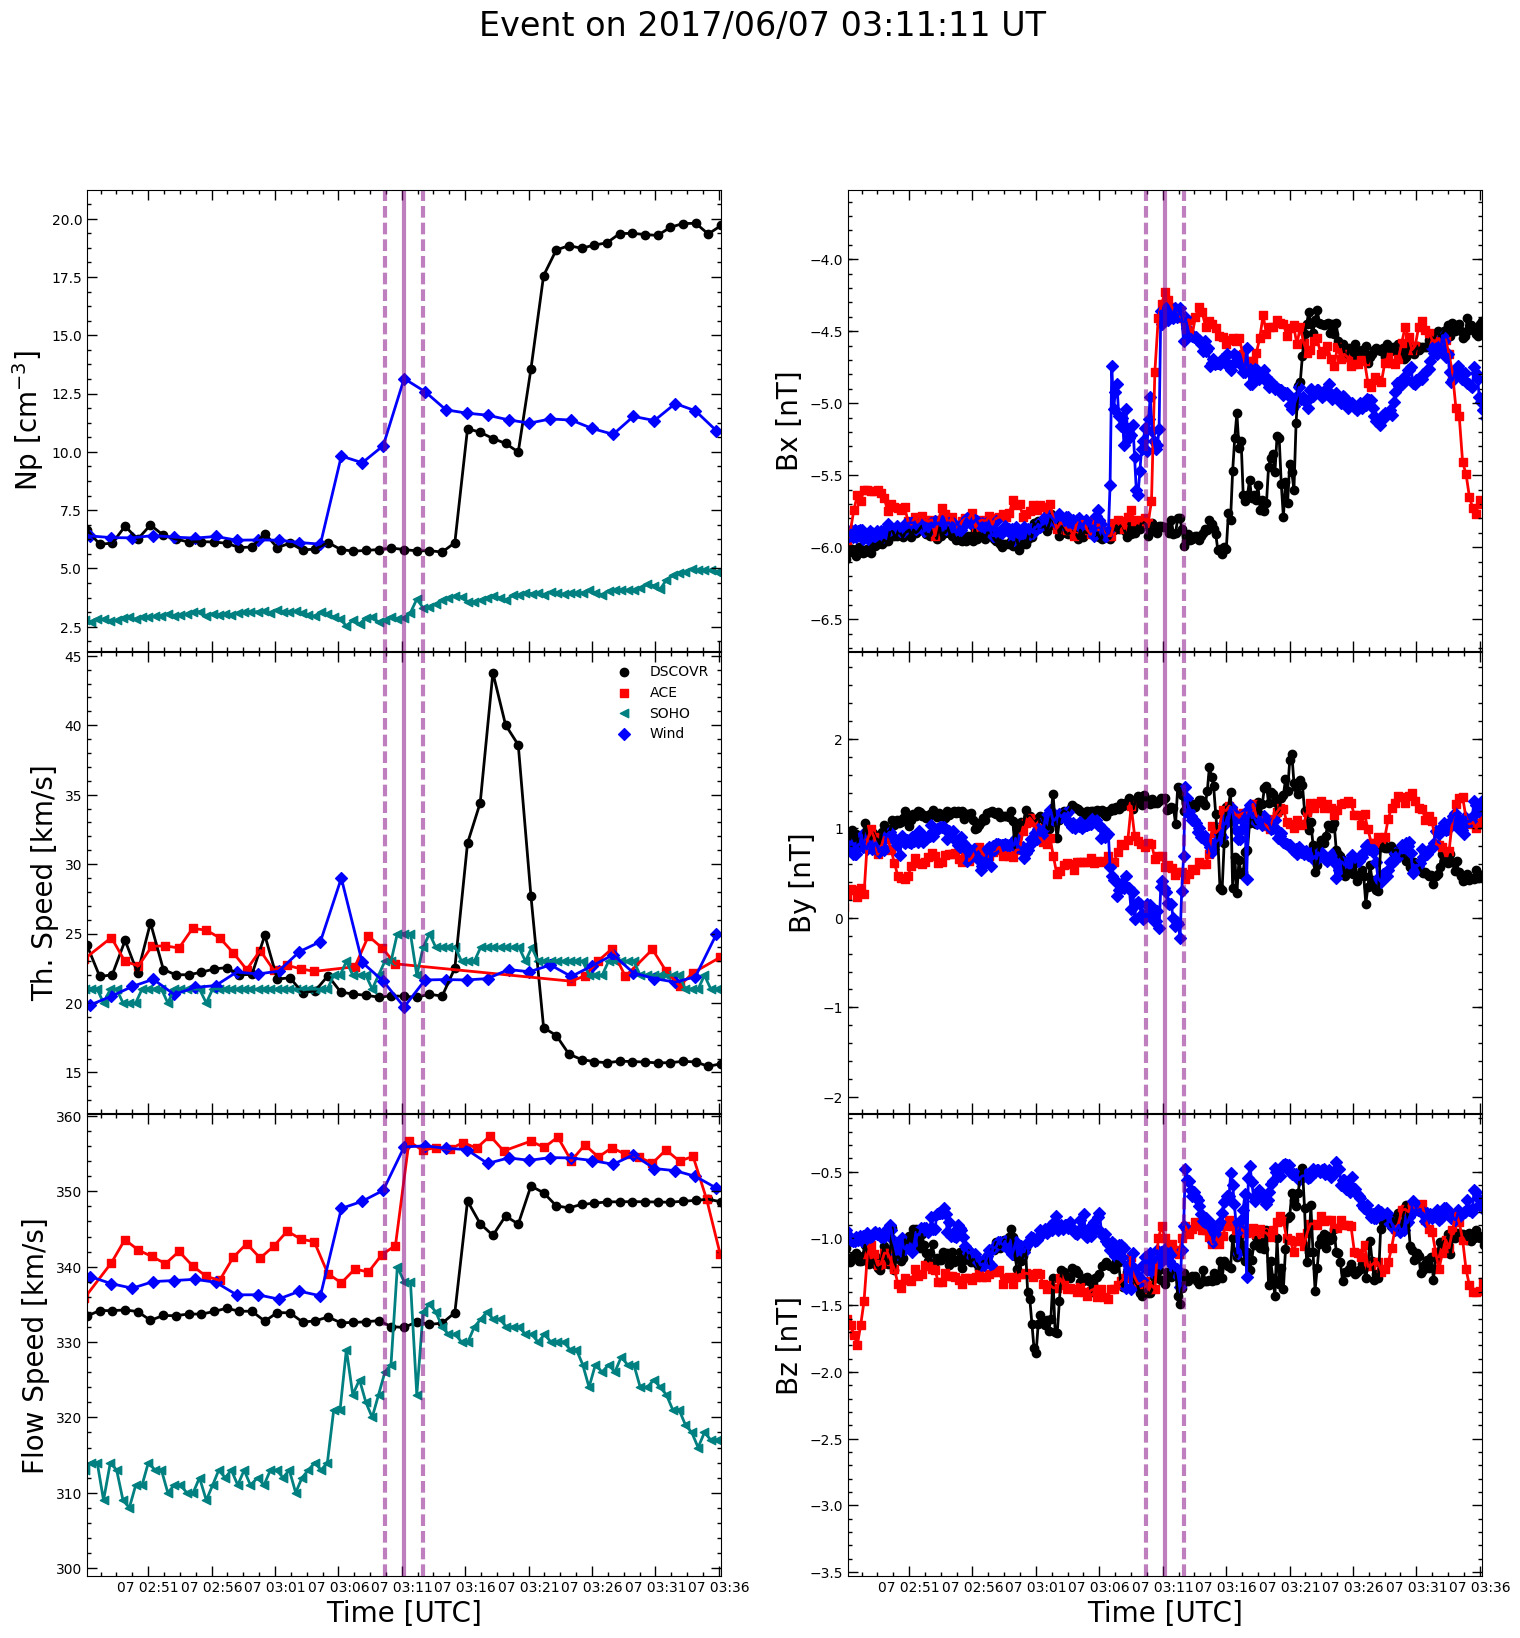 Event on 2017/06/07 03:11:11 UT
Np [cm⁻³]
20.0
17.5
15.0
12.5
10.0
7.5
5.0
2.5
Bx [nT]
−4.0
−4.5
−5.0
−5.5
−6.0
−6.5
Th. Speed [km/s]
45
40
35
30
25
20
15
DSCOVR
ACE
SOHO
Wind
By [nT]
2
1
0
−1
−2
Flow Speed [km/s]
360
350
340
330
320
310
300
Bz [nT]
−0.5
−1.0
−1.5
−2.0
−2.5
−3.0
−3.5
07 02:51 07 02:56 07 03:01 07 03:06 07 03:11 07 03:16 07 03:21 07 03:26 07 03:31 07 03:36
Time [UTC]
07 02:51 07 02:56 07 03:01 07 03:06 07 03:11 07 03:16 07 03:21 07 03:26 07 03:31 07 03:36
Time [UTC]